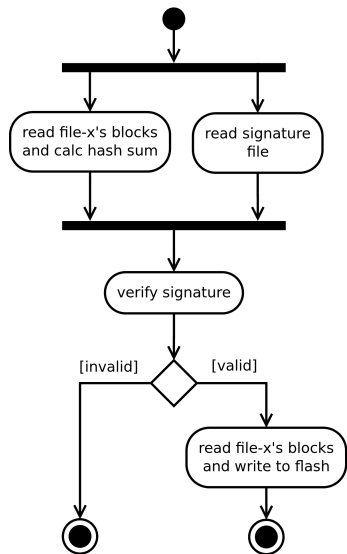 read file-x's blocks
and calc hash sum
read signature
file
verify signature
[invalid]
[valid]
read file-x's blocks
and write to flash